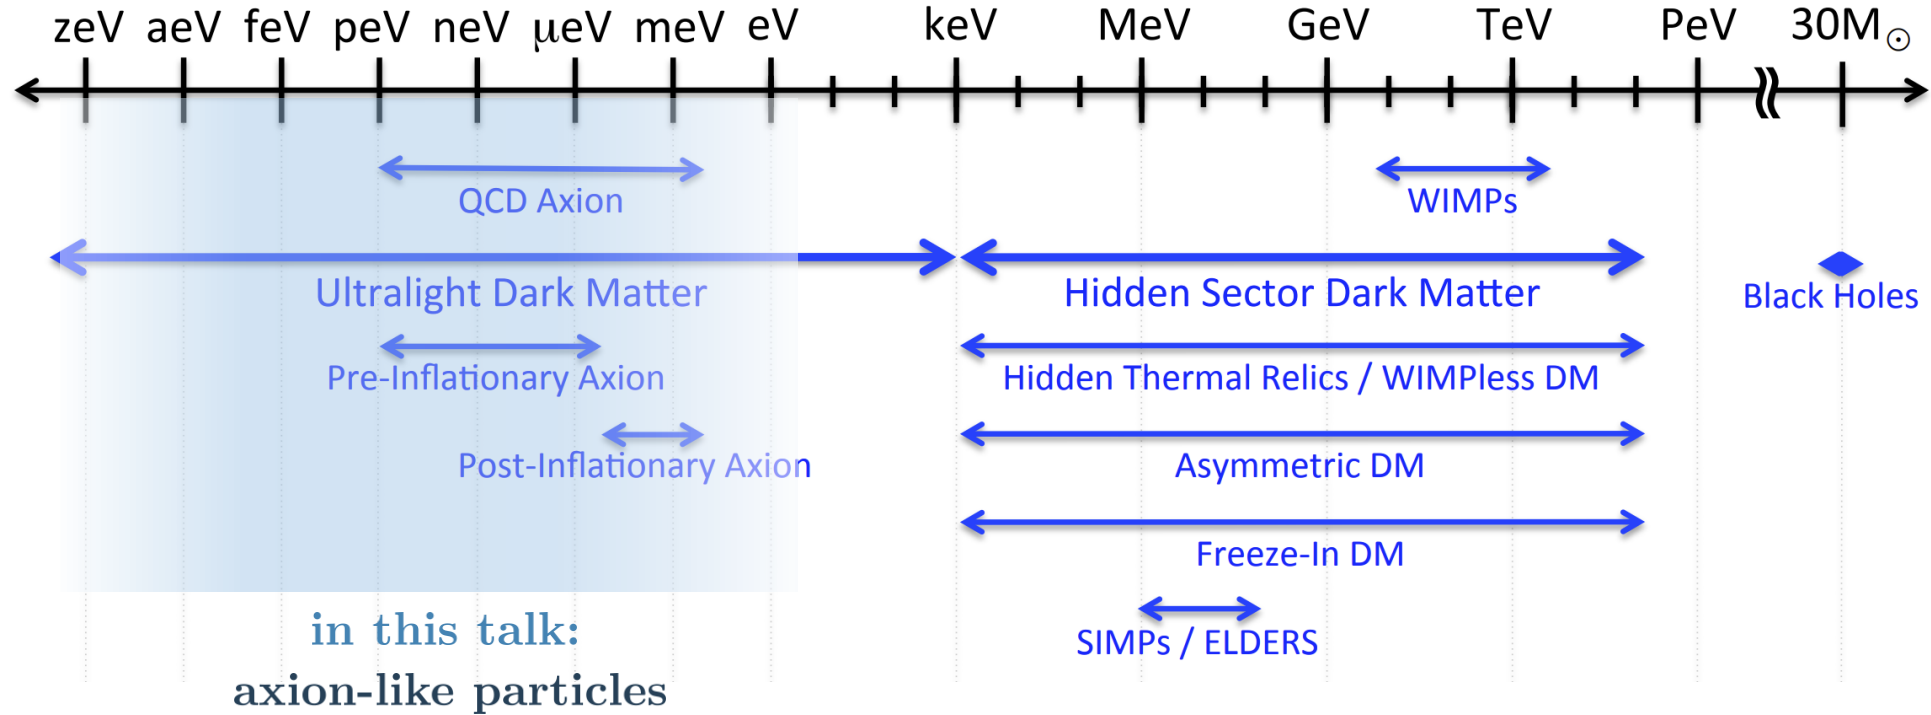 zeV aeV feV peV neV μeV meV eV keV MeV GeV TeV PeV 30M☉
QCD Axion WIMPs
Ultralight Dark Matter Hidden Sector Dark Matter Black Holes
Pre-Inflationary Axion Hidden Thermal Relics / WIMPless DM
Post-Inflationary Axion Asymmetric DM
Freeze-In DM
in this talk:
SIMPs / ELDERS
axion-like particles